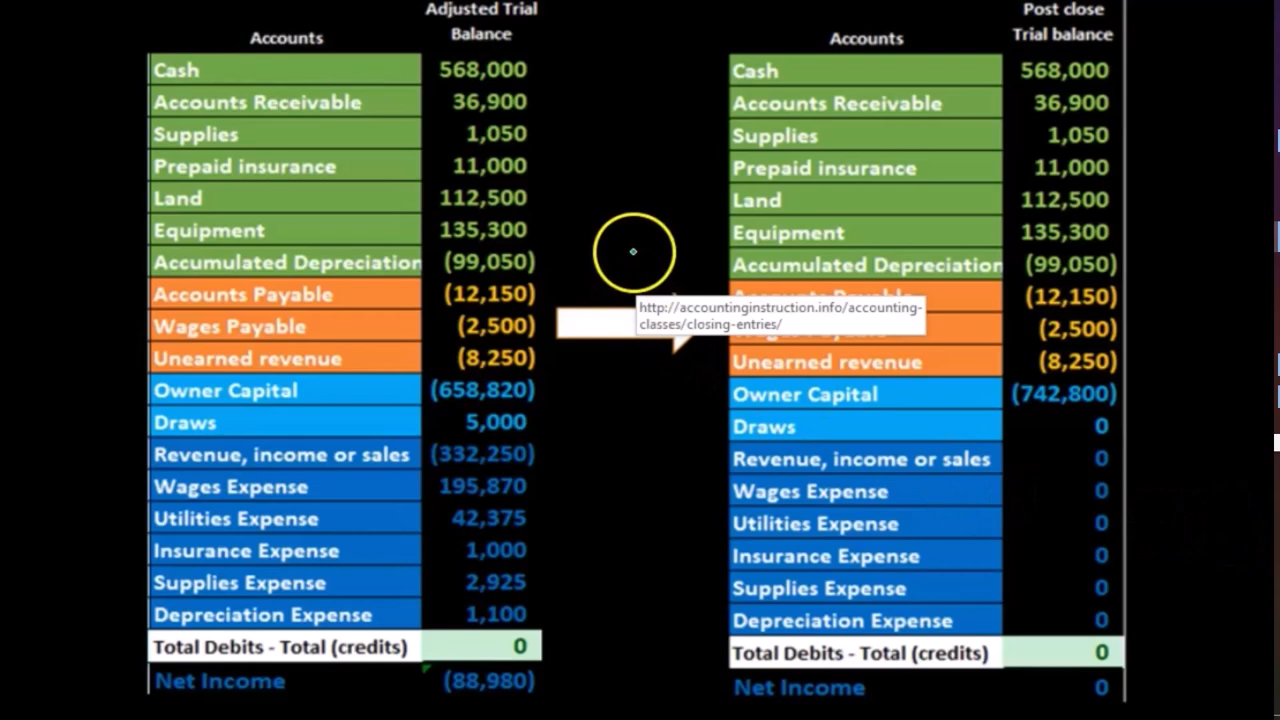 Adjusted Trial
Accounts Balance
Cash 568,000
Accounts Receivable 36,900
Supplies 1,050
Prepaid insurance 11,000
Land 112,500
Equipment 135,300
Accumulated Depreciation (99,050)
Accounts Payable (12,150)
Wages Payable (2,500)
Unearned revenue (8,250)
Owner Capital (658,820)
Draws 5,000
Revenue, income or sales (332,250)
Wages Expense 195,870
Utilities Expense 42,375
Insurance Expense 1,000
Supplies Expense 2,925
Depreciation Expense 1,100
Total Debits - Total (credits) 0
Net Income (88,980)
http://accountinginstruction.info/accounting-
classes/closing-entries/
Post close
Accounts Trial balance
Cash 568,000
Accounts Receivable 36,900
Supplies 1,050
Prepaid insurance 11,000
Land 112,500
Equipment 135,300
Accumulated Depreciation (99,050)
(12,150)
(2,500)
Unearned revenue (8,250)
Owner Capital (742,800)
Draws 0
Revenue, income or sales 0
Wages Expense 0
Utilities Expense 0
Insurance Expense 0
Supplies Expense 0
Depreciation Expense 0
Total Debits - Total (credits) 0
Net Income 0